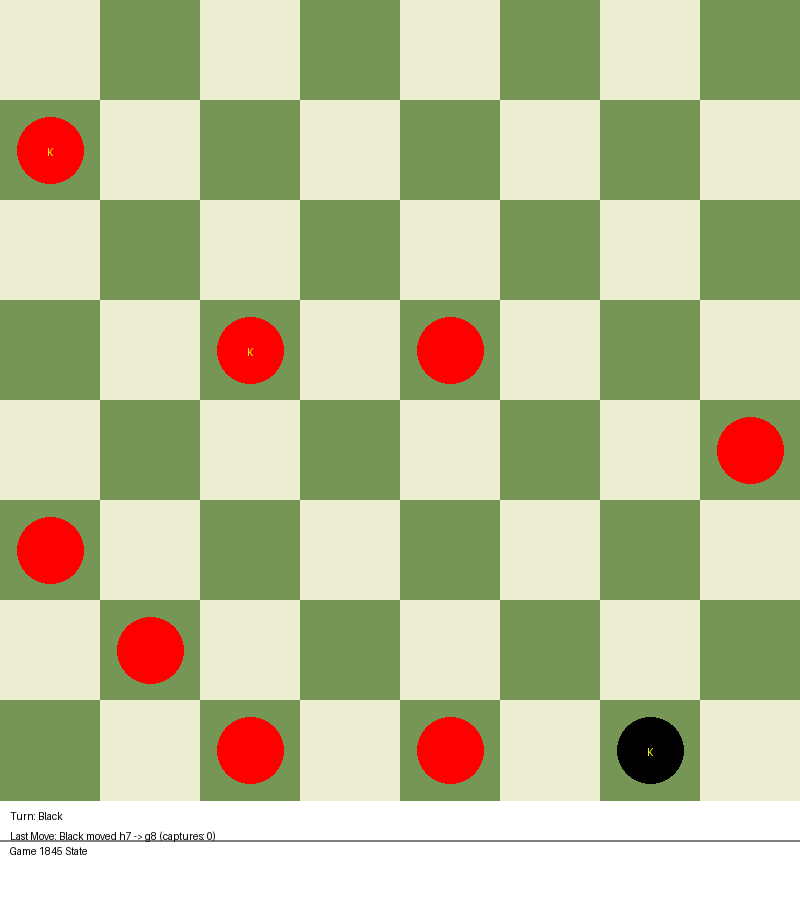 K
K
K
Turn: Black
Last Move: Black moved h7 -> g8 (captures: 0)
Game 1845 State